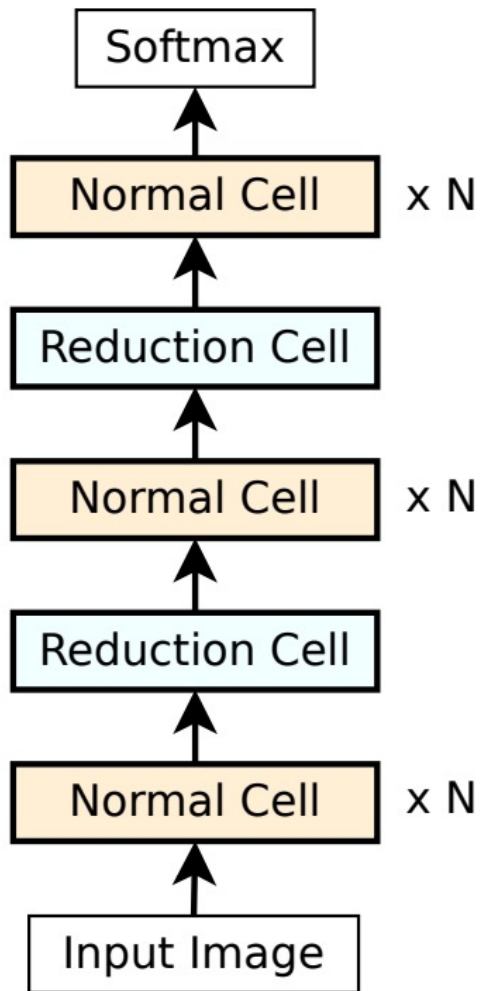 Softmax
Normal Cell x N
Reduction Cell
Normal Cell x N
Reduction Cell
Normal Cell x N
Input Image